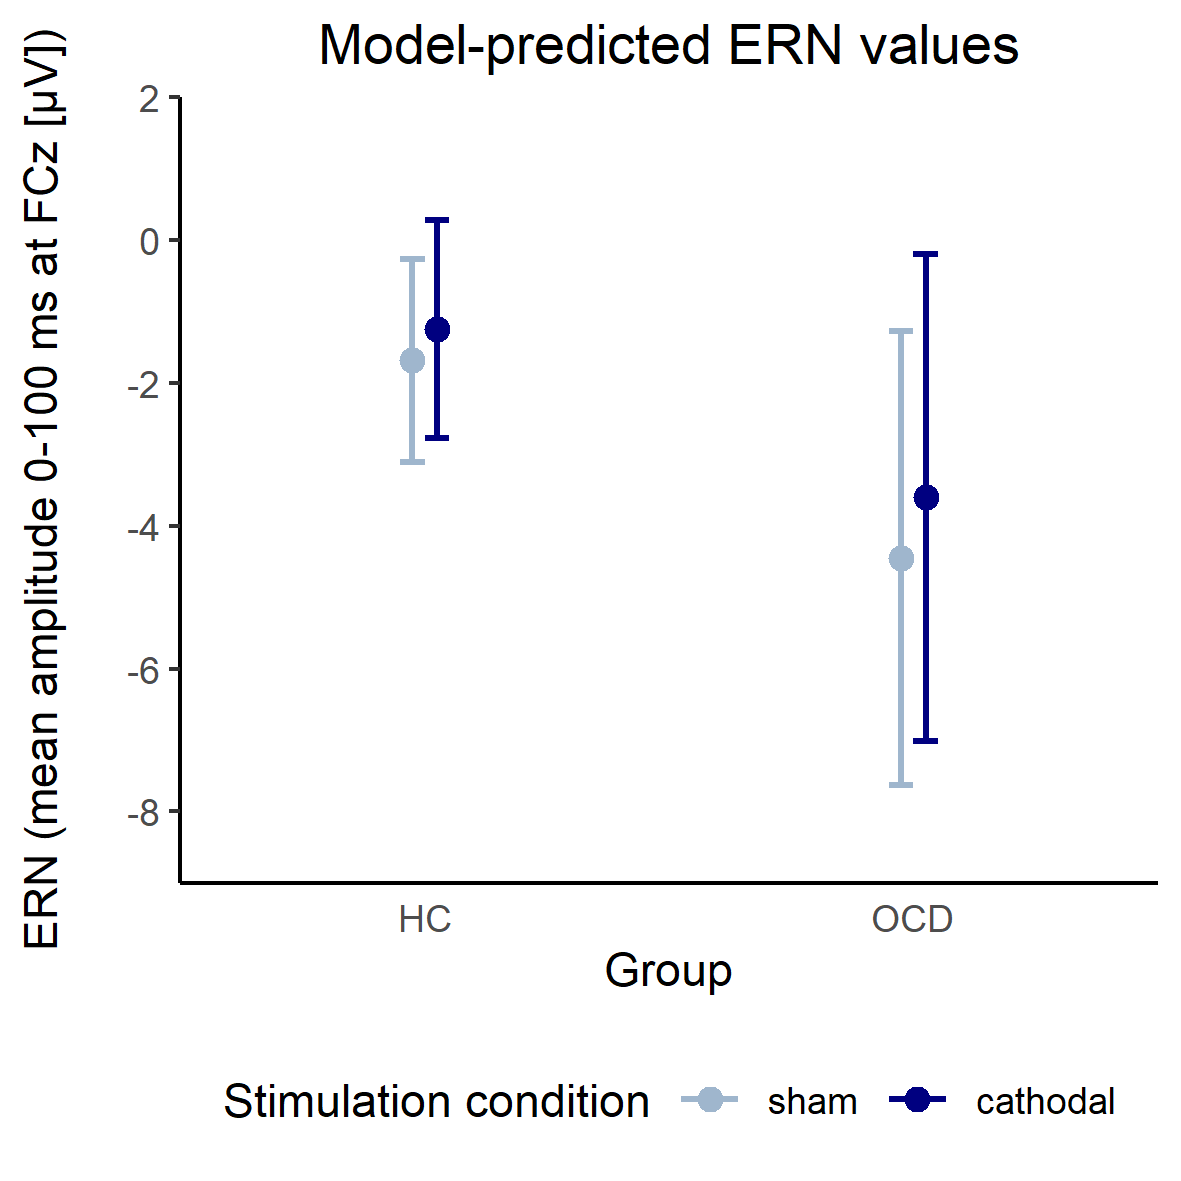 Model-predicted ERN values
ERN (mean amplitude 0-100 ms at FCz [µV])
2
0
-2
-4
-6
-8
HC OCD
Group
Stimulation condition sham cathodal